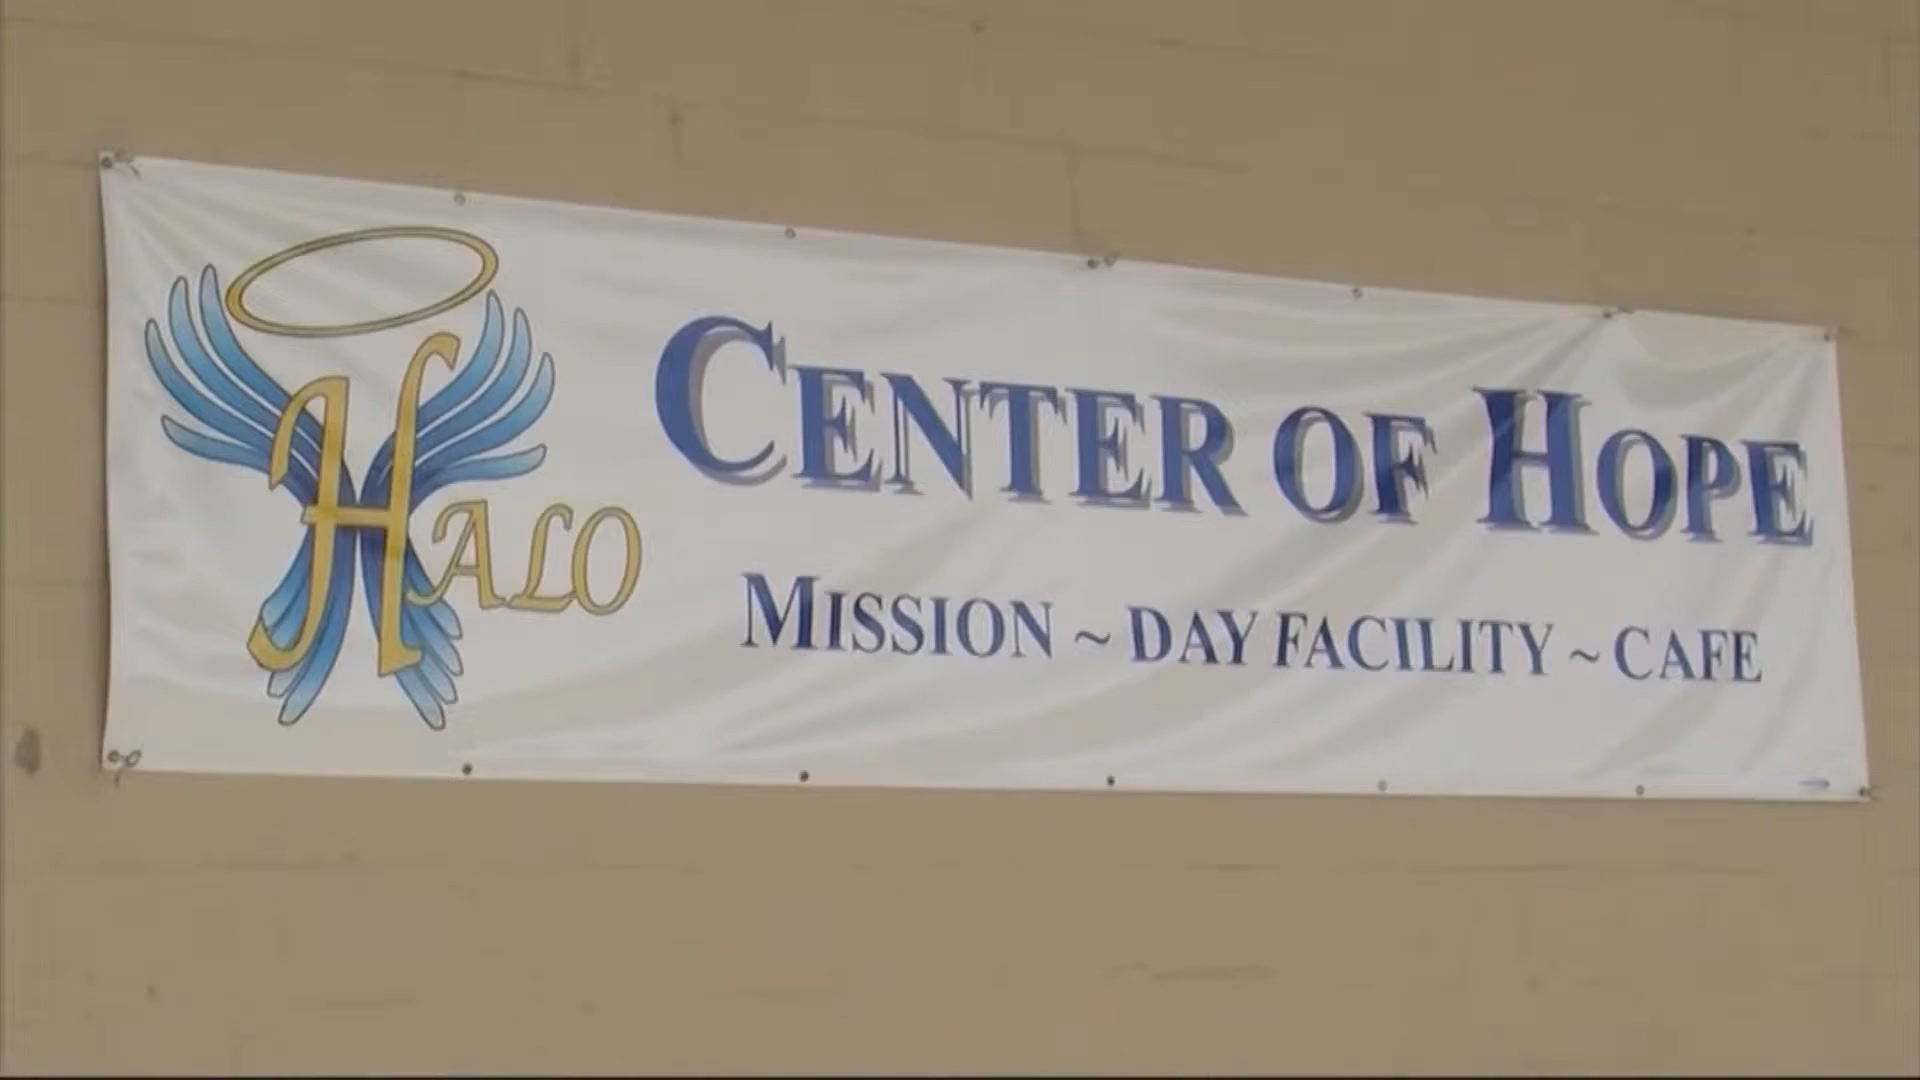 HALO
CENTER OF HOPE
MISSION ~ DAY FACILITY ~ CAFE